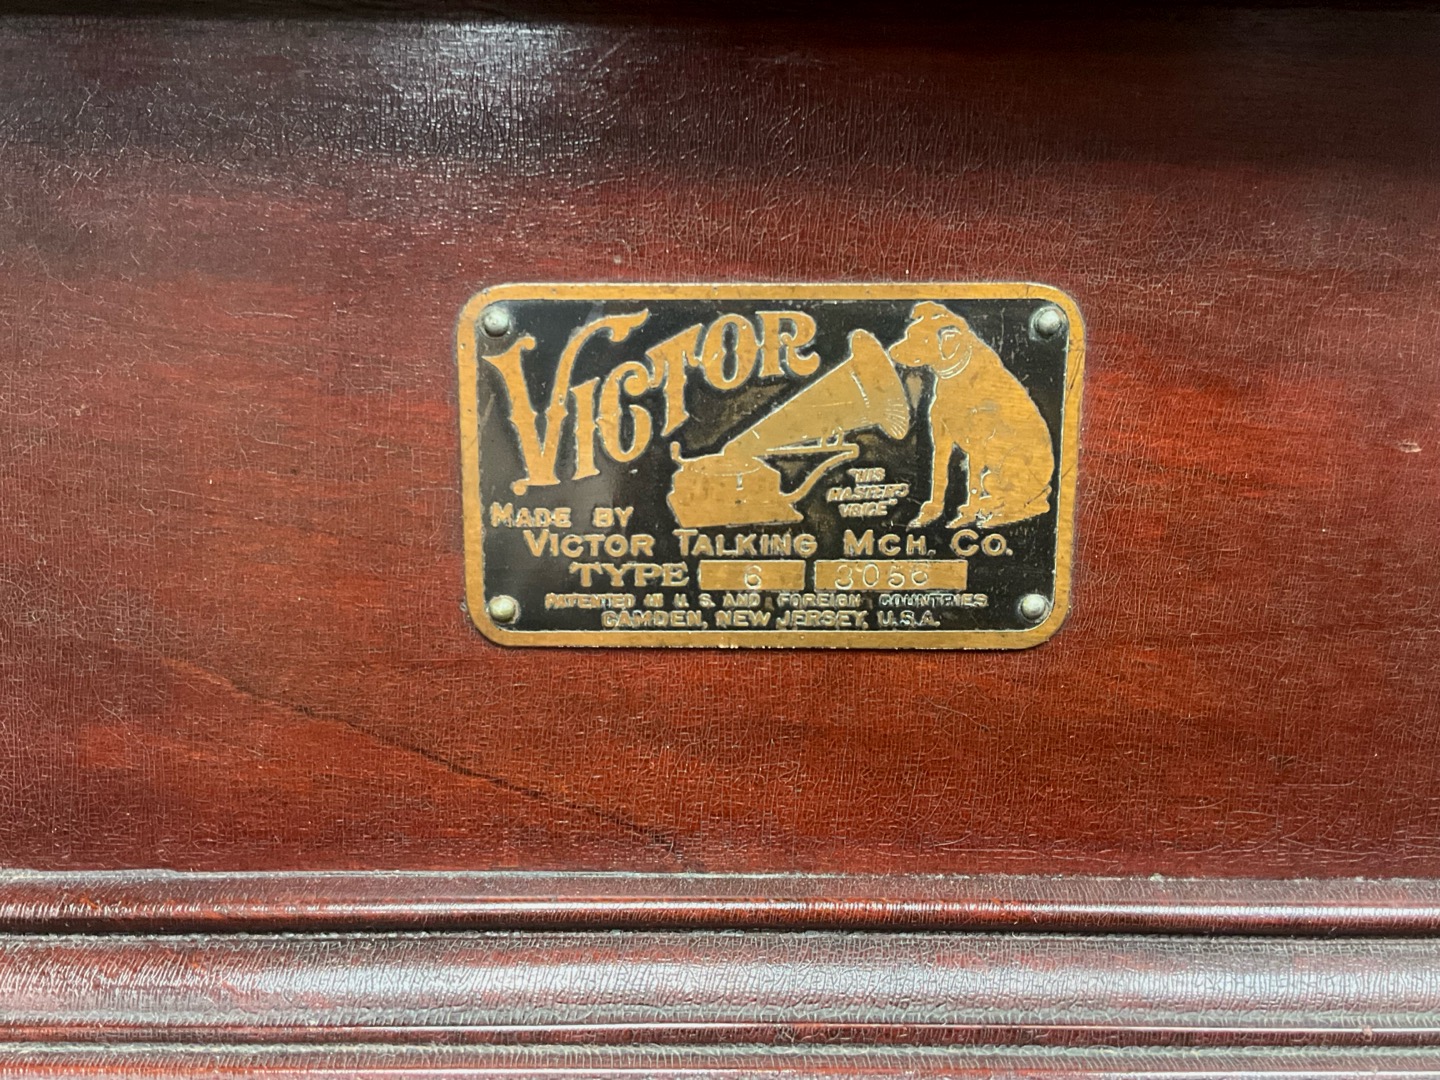 VICTOR
"HIS
MASTER'S
VOICE"
MADE BY
VICTOR TALKING MCH. CO.
TYPE 6 3056
PATENTED IN U. S. AND FOREIGN COUNTRIES
CAMDEN, NEW JERSEY, U.S.A.